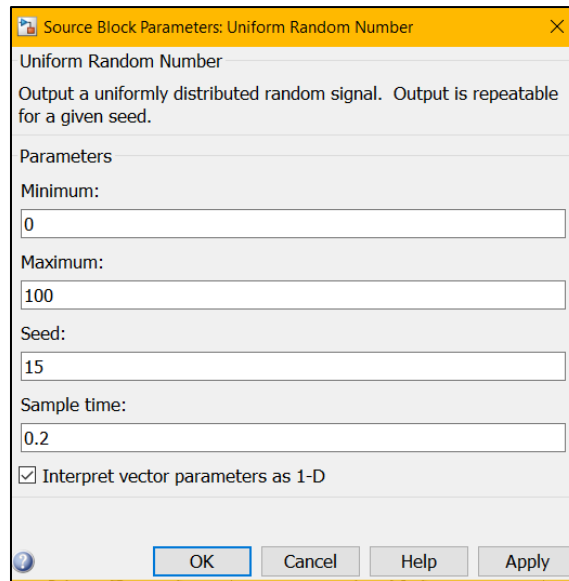 Source Block Parameters: Uniform Random Number
Uniform Random Number
Output a uniformly distributed random signal.  Output is repeatable
for a given seed.
Parameters
Minimum:
0
Maximum:
100
Seed:
15
Sample time:
0.2
Interpret vector parameters as 1-D
OK Cancel Help Apply